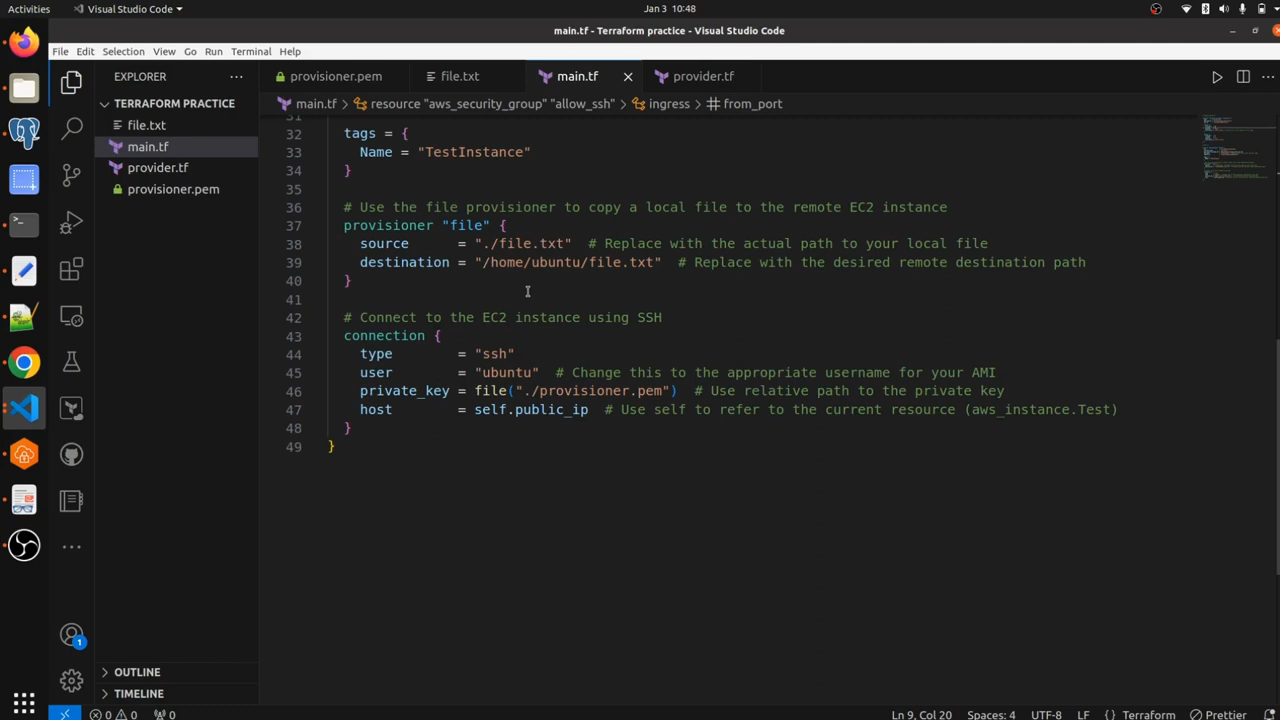 Activities
Visual Studio Code
Jan 3 10:48
main.tf - Terraform practice - Visual Studio Code
File Edit Selection View Go Run Terminal Help
EXPLORER
provisioner.pem
file.txt
main.tf
provider.tf
TERRAFORM PRACTICE
main.tf
resource "aws_security_group" "allow_ssh"
ingress
from_port
file.txt
main.tf
provider.tf
provisioner.pem
31
32 tags = {
33 Name = "TestInstance"
34 }
35
36 # Use the file provisioner to copy a local file to the remote EC2 instance
37 provisioner "file" {
38 source = "./file.txt" # Replace with the actual path to your local file
39 destination = "/home/ubuntu/file.txt" # Replace with the desired remote destination path
40 }
41
42 # Connect to the EC2 instance using SSH
43 connection {
44 type = "ssh"
45 user = "ubuntu" # Change this to the appropriate username for your AMI
46 private_key = file("./provisioner.pem") # Use relative path to the private key
47 host = self.public_ip # Use self to refer to the current resource (aws_instance.Test)
48 }
49 }
1
OUTLINE
TIMELINE
0 0 0
Ln 9, Col 20 Spaces: 4 UTF-8 LF {} Terraform Prettier